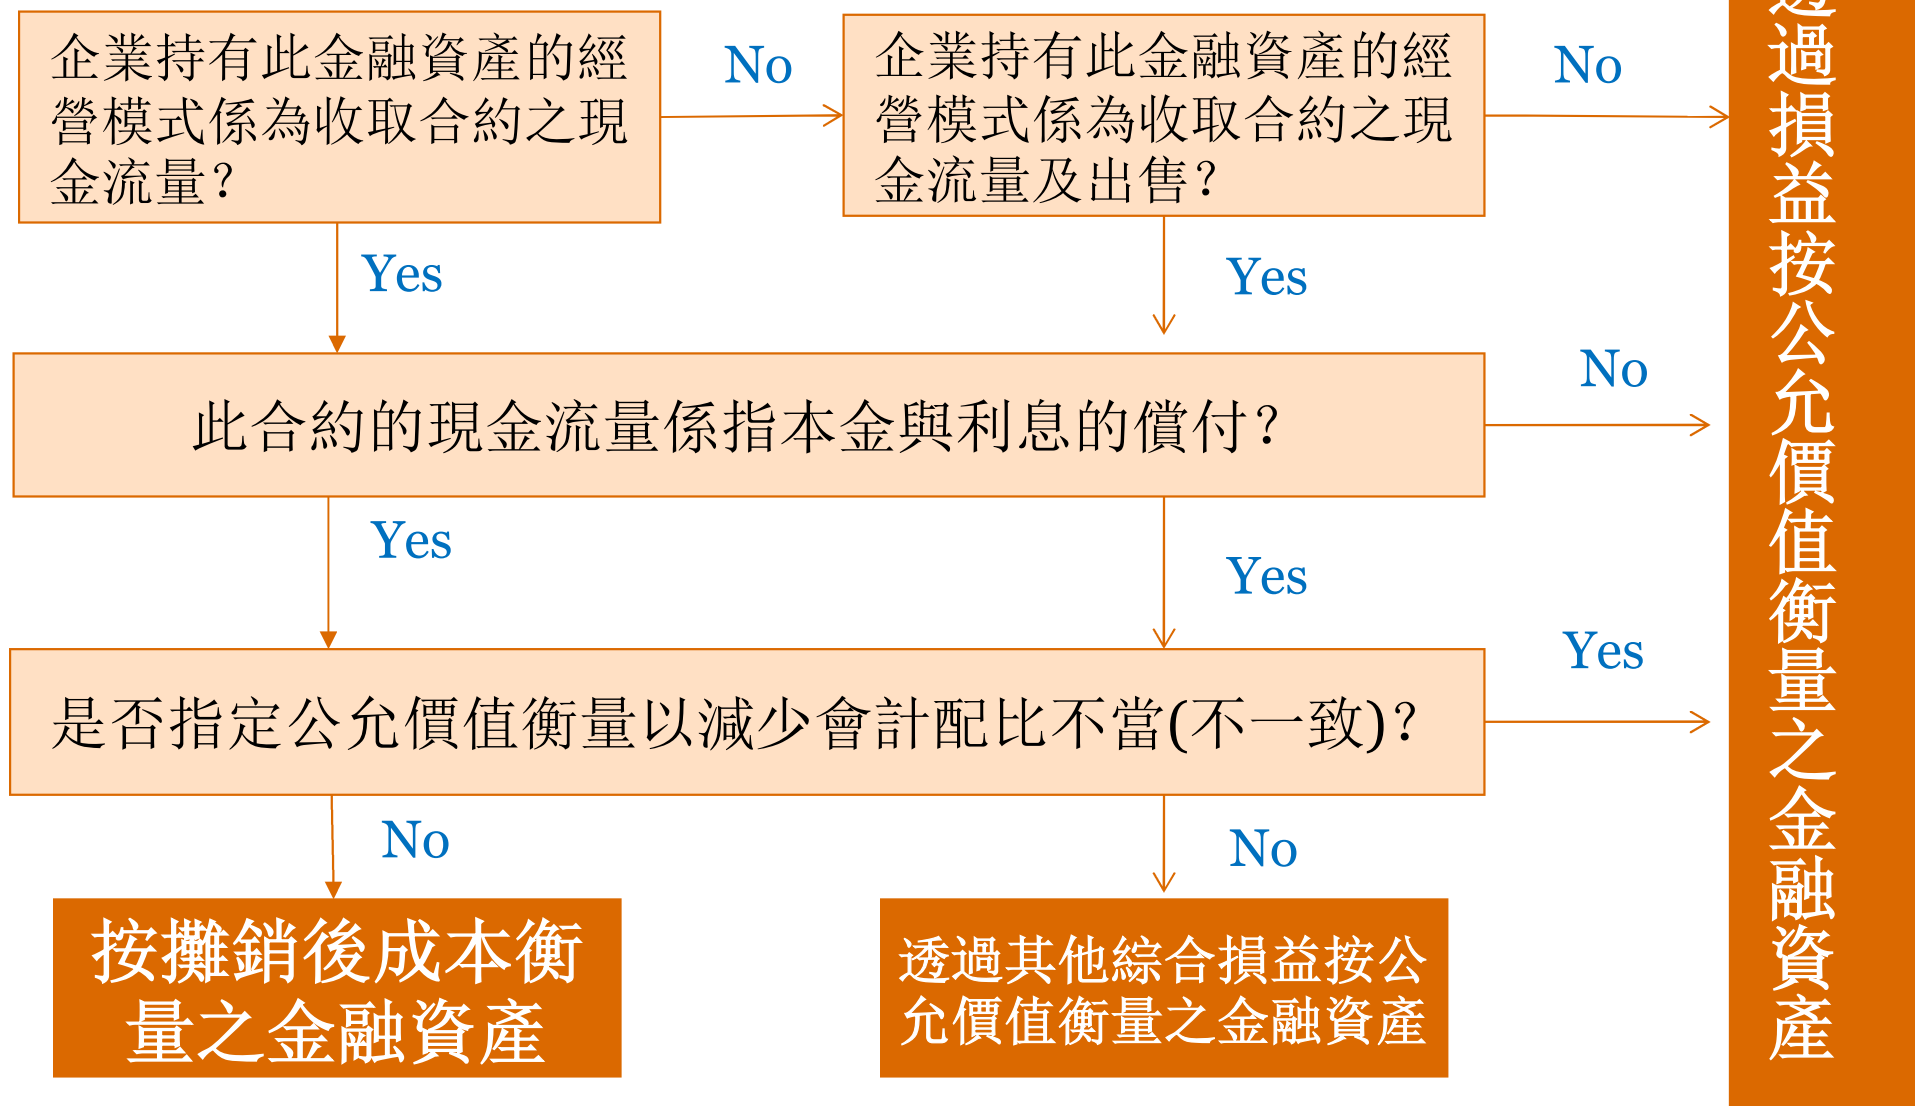 企業持有此金融資產的經
營模式係為收取合約之現
金流量?
No
企業持有此金融資產的經
營模式係為收取合約之現
金流量及出售?
No
Yes
Yes
此合約的現金流量係指本金與利息的償付?
No
Yes
Yes
是否指定公允價值衡量以減少會計配比不當(不一致)?
Yes
No
No
按攤銷後成本衡
量之金融資產
透過其他綜合損益按公
允價值衡量之金融資產
透過損益按公允價值衡量之金融資產